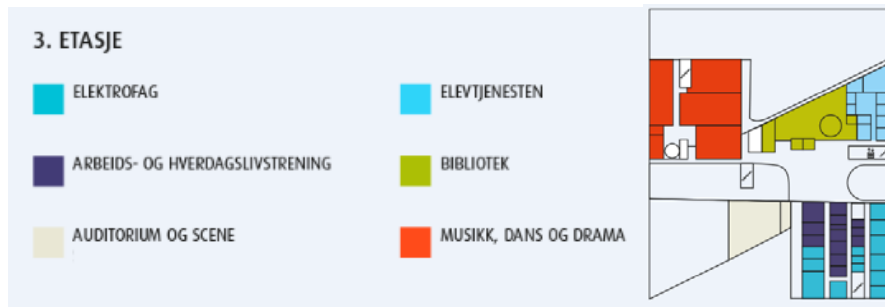 3. ETASJE
ELEKTROFAG
ELEVTJENESTEN
ARBEIDS- OG HVERDAGSLIVSTRENING
BIBLIOTEK
AUDITORIUM OG SCENE
MUSIKK, DANS OG DRAMA